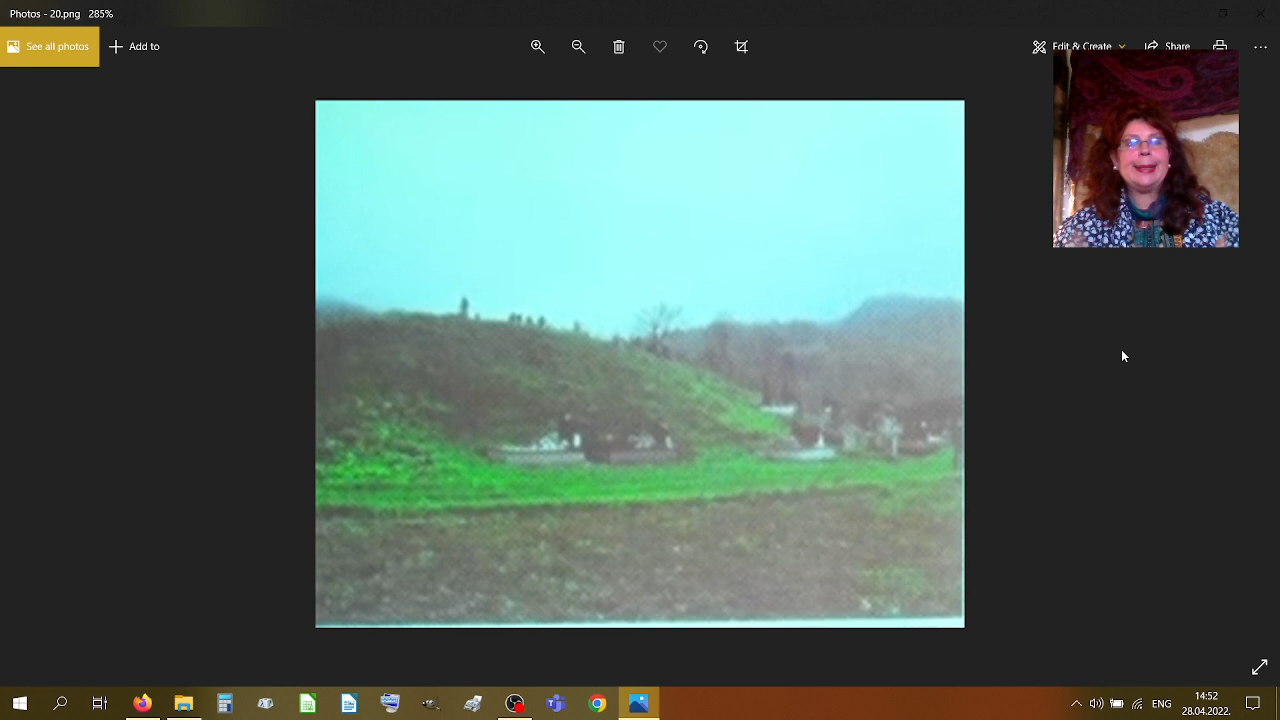 Photos - 20.png   285%
See all photos
Add to
Edit & Create
Share
14:52
ENG
28.04.2022.